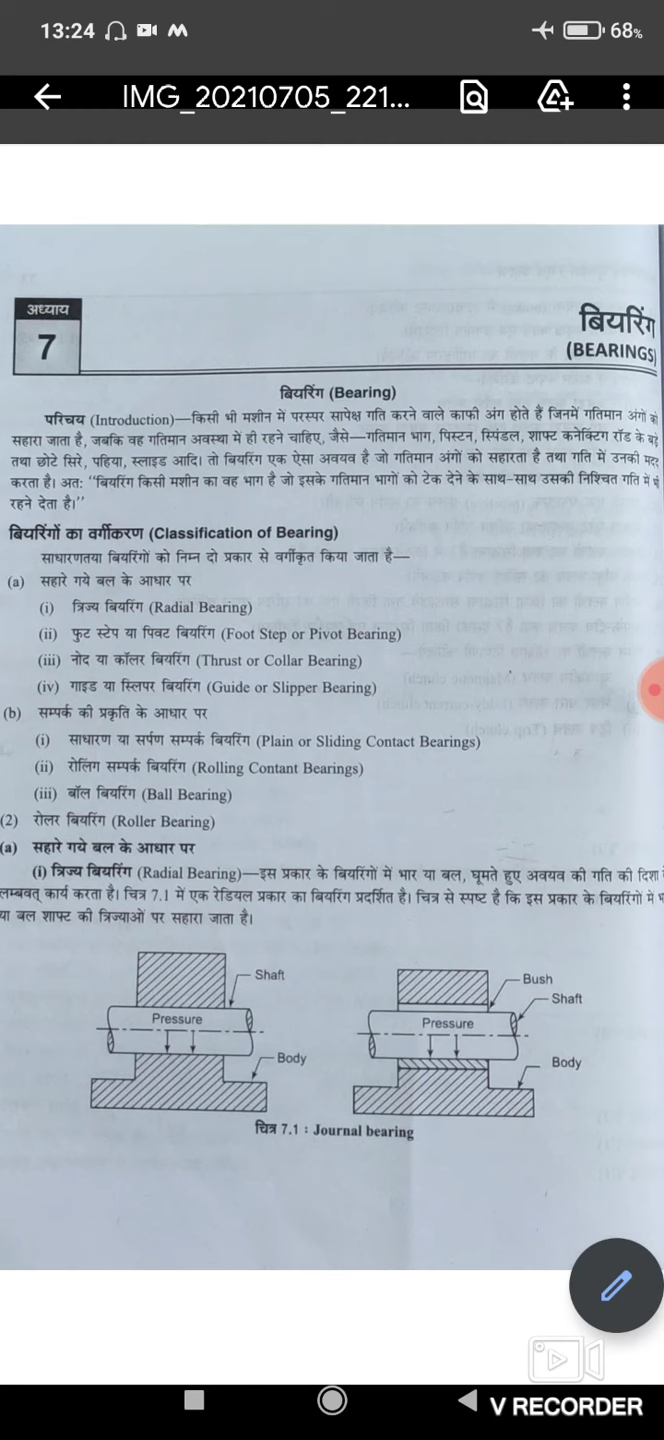 13:24
68%
IMG_20210705_221...
अध्याय
7
बियरिंग
(BEARINGS)
बियरिंग (Bearing)
परिचय (Introduction)—किसी भी मशीन में परस्पर सापेक्ष गति करने वाले काफी अंग होते हैं जिनमें गतिमान अंगों को
सहारा जाता है, जबकि वह गतिमान अवस्था में ही रहने चाहिए, जैसे—गतिमान भाग, पिस्टन, स्पिंडल, शाफ्ट कनेक्टिंग रॉड के बड़े
तथा छोटे सिरे, पहिया, स्लाइड आदि। तो बियरिंग एक ऐसा अवयव है जो गतिमान अंगों को सहारता है तथा गति में उनकी मदद
करता है। अत: ‘‘बियरिंग किसी मशीन का वह भाग है जो इसके गतिमान भागों को टेक देने के साथ-साथ उसकी निश्चित गति में
रहने देता है।’’
बियरिंगों का वर्गीकरण (Classification of Bearing)
साधारणतया बियरिंगों को निम्न दो प्रकार से वर्गीकृत किया जाता है—
(a) सहारे गये बल के आधार पर
(i) त्रिज्य बियरिंग (Radial Bearing)
(ii) फुट स्टेप या पिवट बियरिंग (Foot Step or Pivot Bearing)
(iii) नोद या कॉलर बियरिंग (Thrust or Collar Bearing)
(iv) गाइड या स्लिपर बियरिंग (Guide or Slipper Bearing)
(b) सम्पर्क की प्रकृति के आधार पर
(i) साधारण या सर्पण सम्पर्क बियरिंग (Plain or Sliding Contact Bearings)
(ii) रोलिंग सम्पर्क बियरिंग (Rolling Contant Bearings)
(iii) बॉल बियरिंग (Ball Bearing)
(2) रोलर बियरिंग (Roller Bearing)
(a) सहारे गये बल के आधार पर
(i) त्रिज्य बियरिंग (Radial Bearing)—इस प्रकार के बियरिंगों में भार या बल, घूमते हुए अवयव की गति की दिशा
लम्बवत् कार्य करता है। चित्र 7.1 में एक रेडियल प्रकार का बियरिंग प्रदर्शित है। चित्र से स्पष्ट है कि इस प्रकार के बियरिंगों में
या बल शाफ्ट की त्रिज्याओं पर सहारा जाता है।
Shaft
Pressure
Body
Bush
Shaft
Pressure
Body
चित्र 7.1 : Journal bearing
V RECORDER